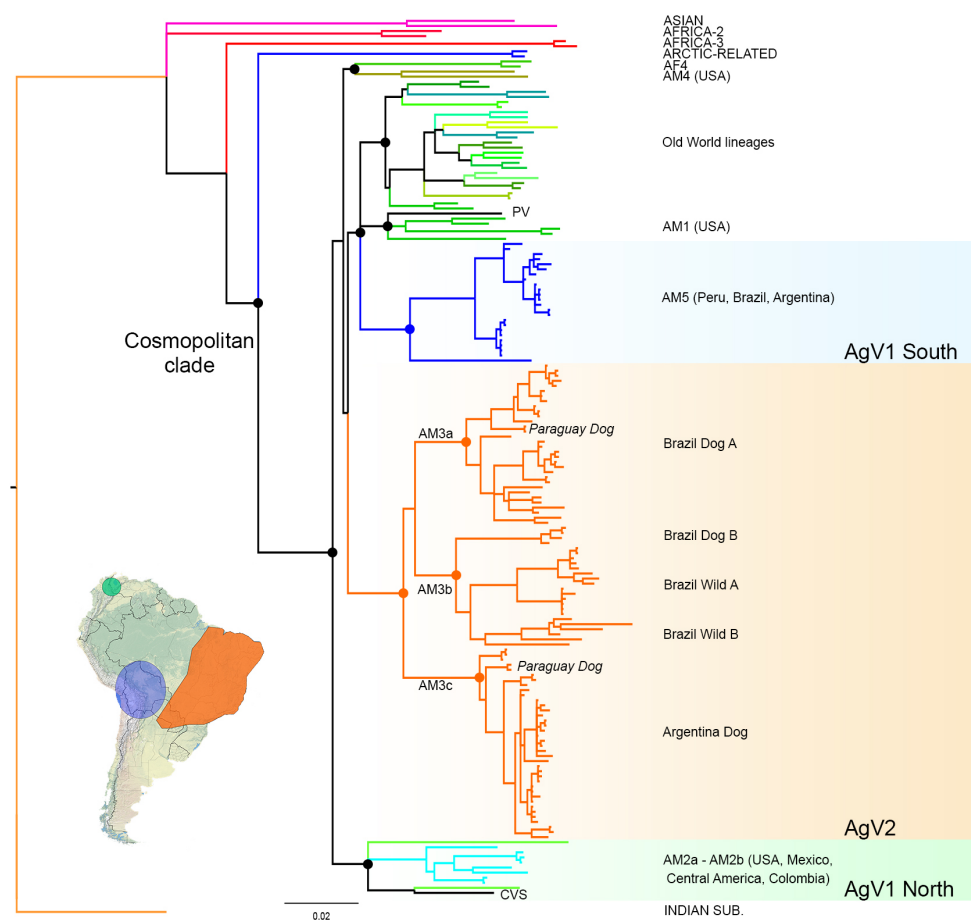 ASIAN
AFRICA-2
AFRICA-3
ARCTIC-RELATED
AF4
AM4 (USA)
Old World lineages
PV
AM1 (USA)
AM5 (Peru, Brazil, Argentina)
Cosmopolitan
clade
AgV1 South
AM3a
Paraguay Dog
Brazil Dog A
Brazil Dog B
AM3b
Brazil Wild A
Brazil Wild B
Paraguay Dog
AM3c
Argentina Dog
AgV2
AM2a - AM2b (USA, Mexico,
Central America, Colombia)
AgV1 North
CVS
0.02
INDIAN SUB.